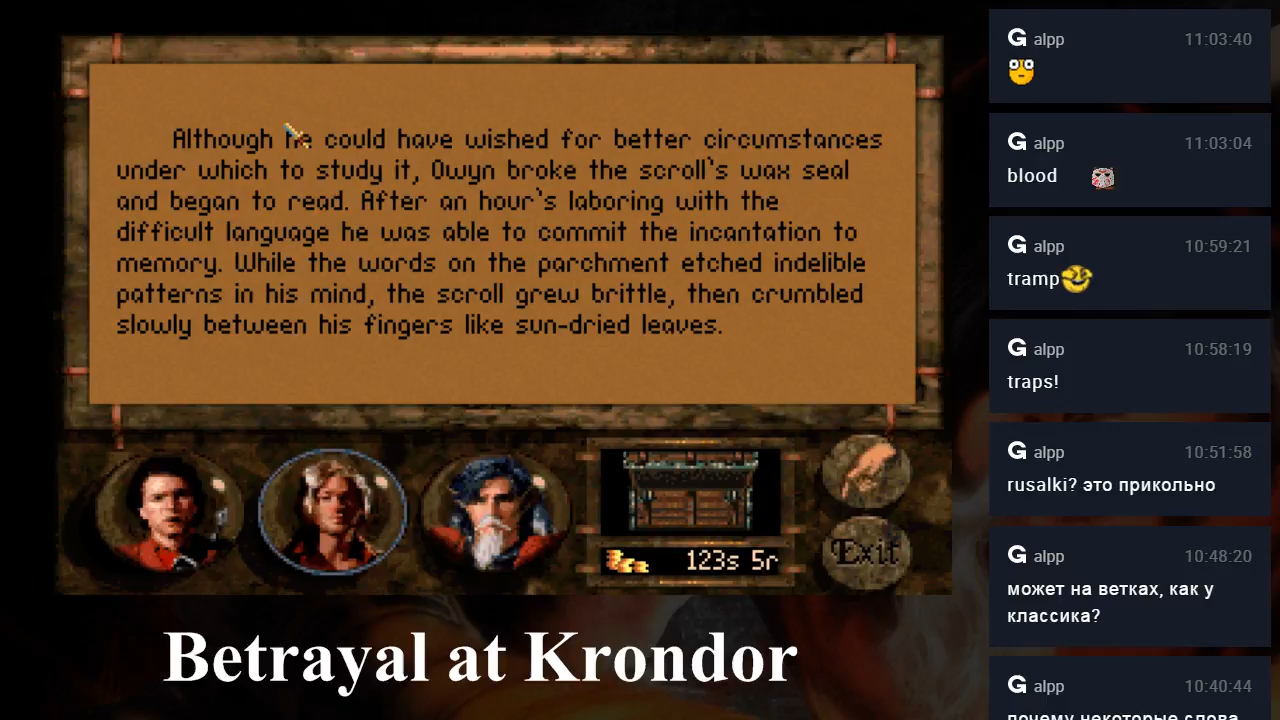 Although he could have wished for better circumstances
under which to study it, Owyn broke the scroll's wax seal
and began to read. After an hour's laboring with the
difficult language he was able to commit the incantation to
memory. While the words on the parchment etched indelible
patterns in his mind, the scroll grew brittle, then crumbled
slowly between his fingers like sun-dried leaves.
123s 5r
Exit
Betrayal at Krondor
G alpp 11:03:40
G alpp 11:03:04
blood
G alpp 10:59:21
tramp
G alpp 10:58:19
traps!
G alpp 10:51:58
rusalki? это прикольно
G alpp 10:48:20
может на ветках, как у
классика?
G alpp 10:40:44
почему некоторые слова